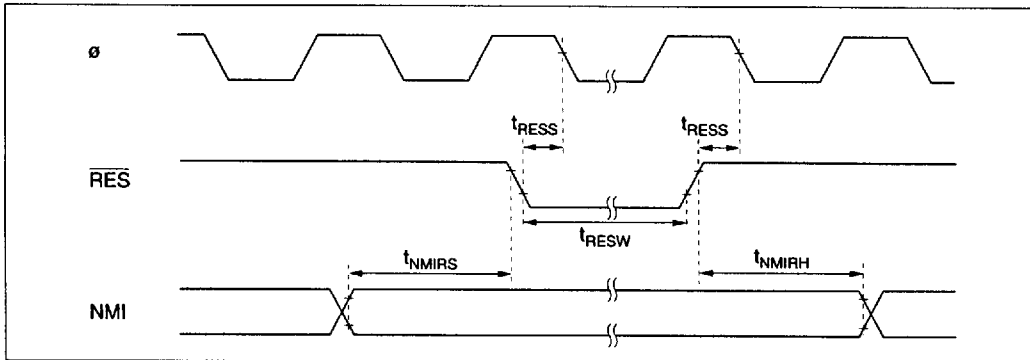 ø
tRESS tRESS
RES
tRESW
tNMIRS tNMIRH
NMI